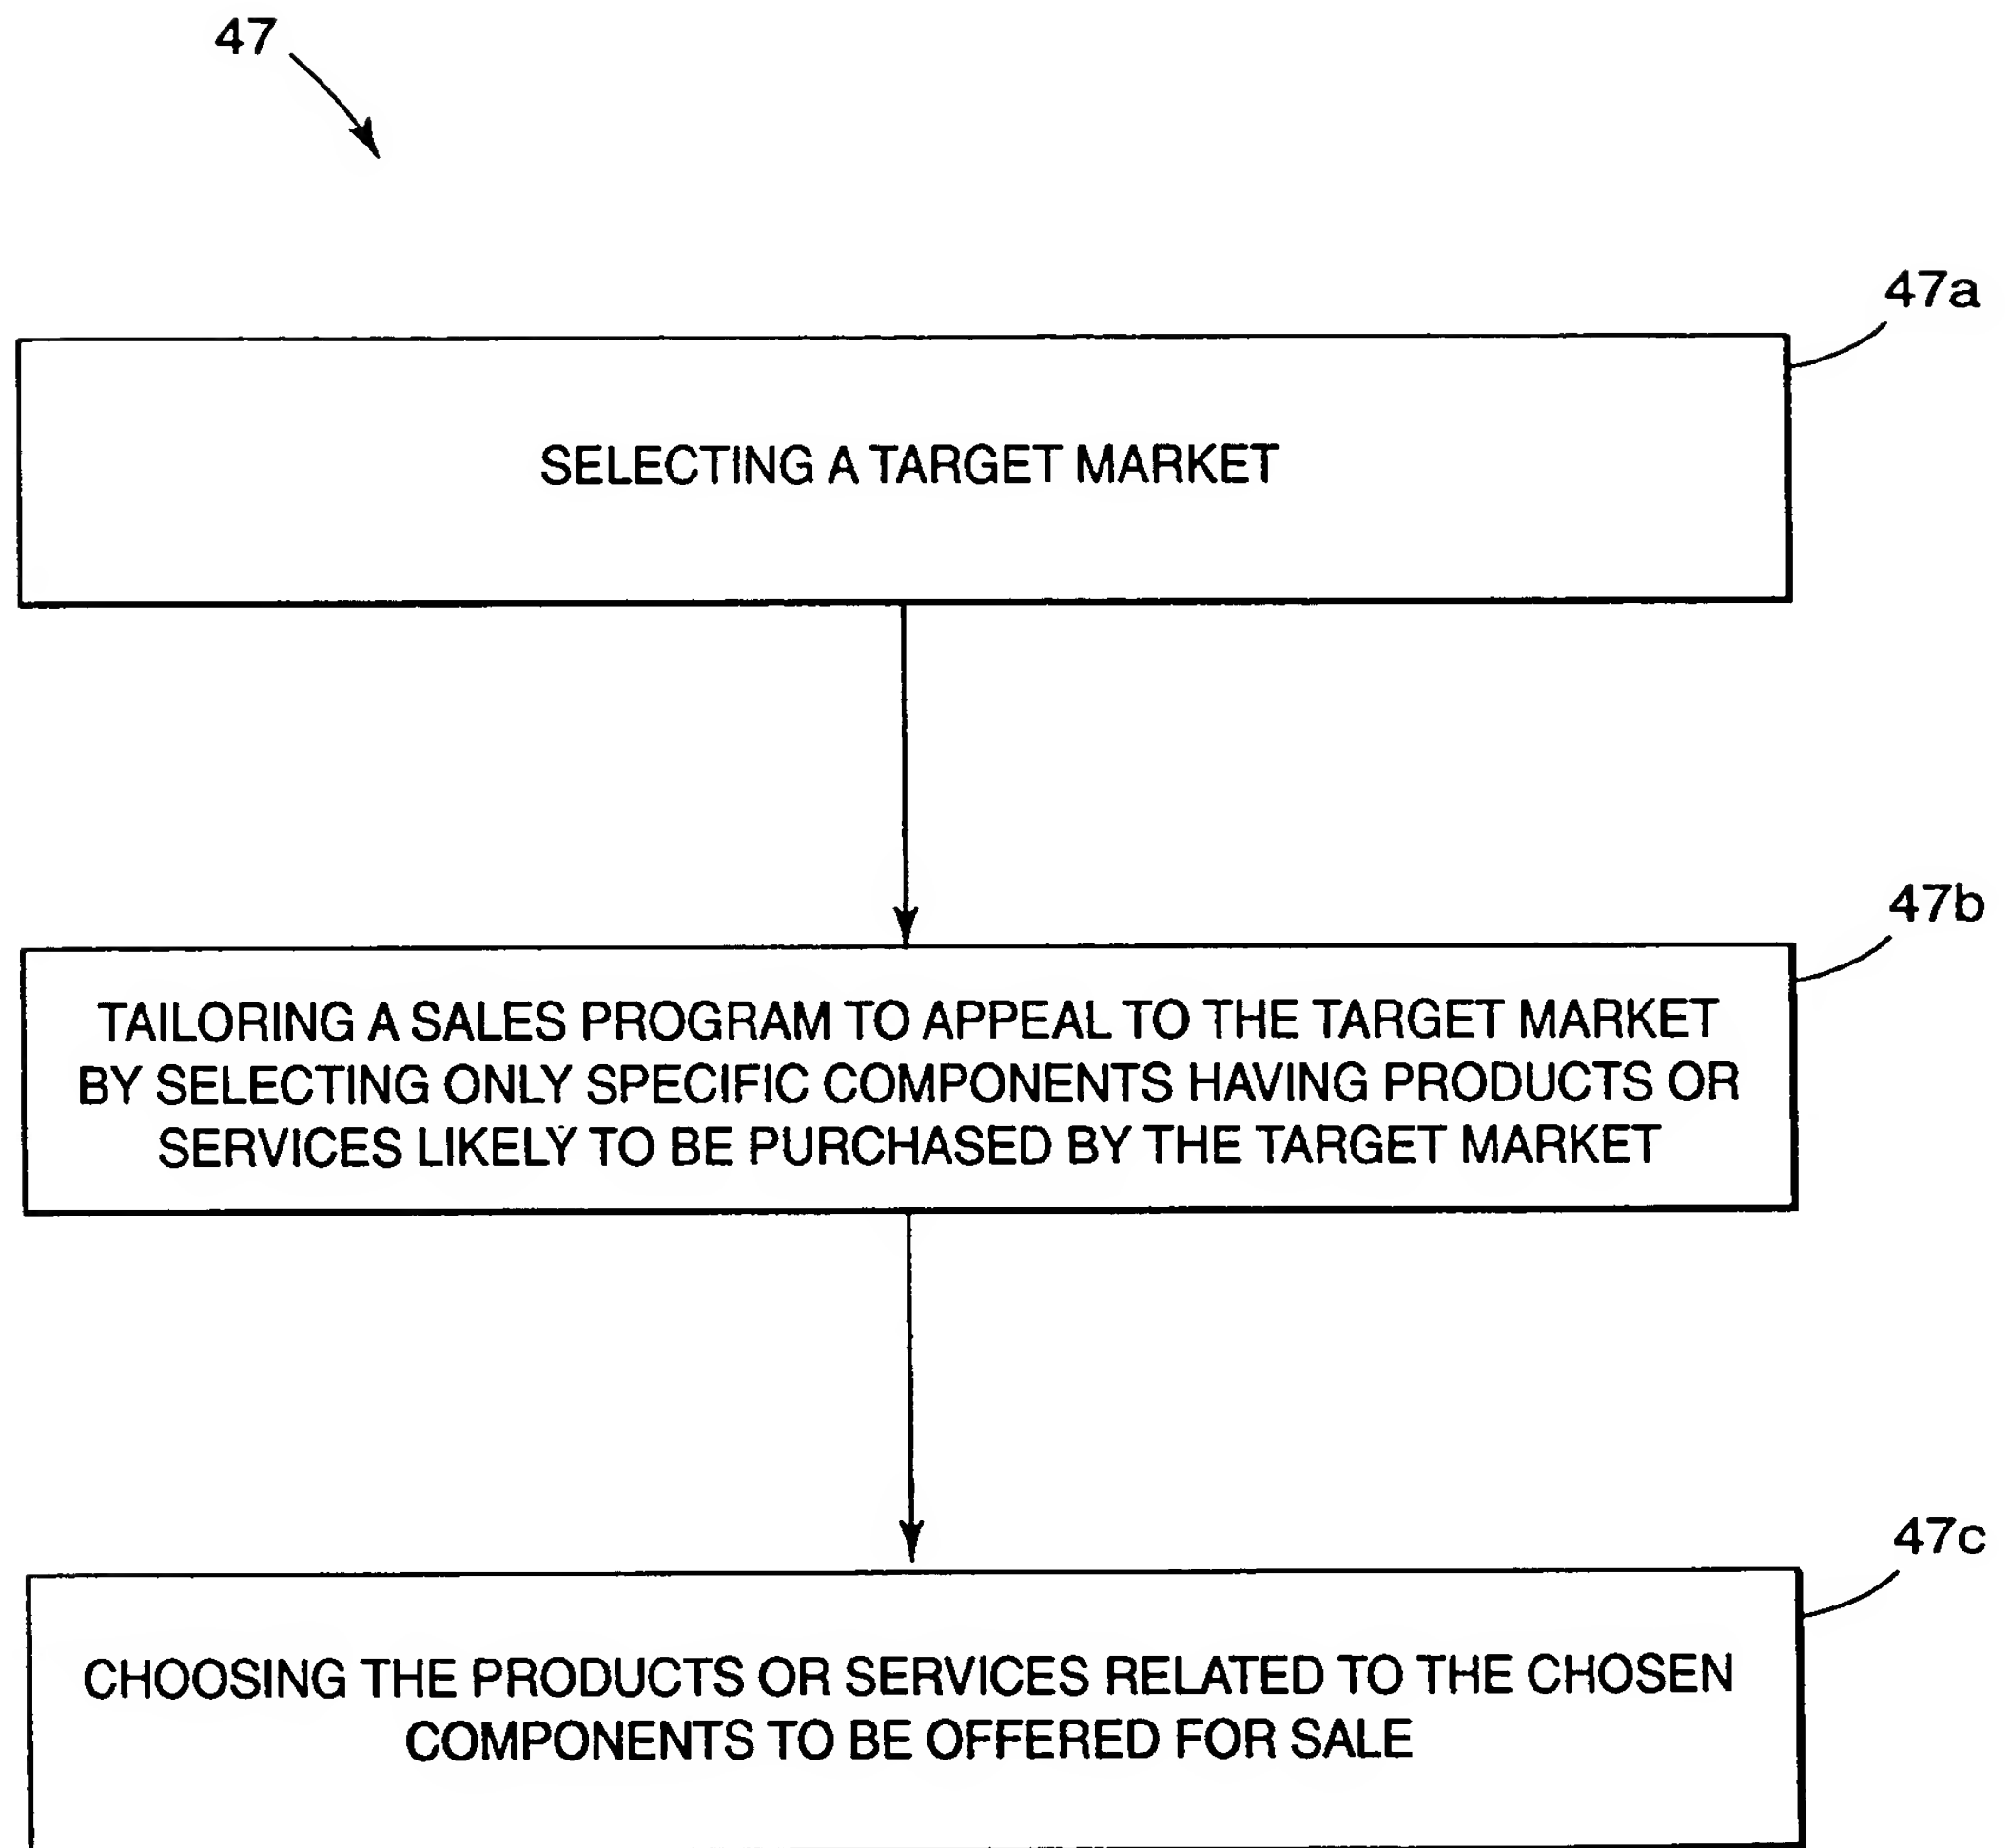 47
47a
SELECTING A TARGET MARKET
47b
TAILORING A SALES PROGRAM TO APPEAL TO THE TARGET MARKET
BY SELECTING ONLY SPECIFIC COMPONENTS HAVING PRODUCTS OR
SERVICES LIKELY TO BE PURCHASED BY THE TARGET MARKET
47c
CHOOSING THE PRODUCTS OR SERVICES RELATED TO THE CHOSEN
COMPONENTS TO BE OFFERED FOR SALE